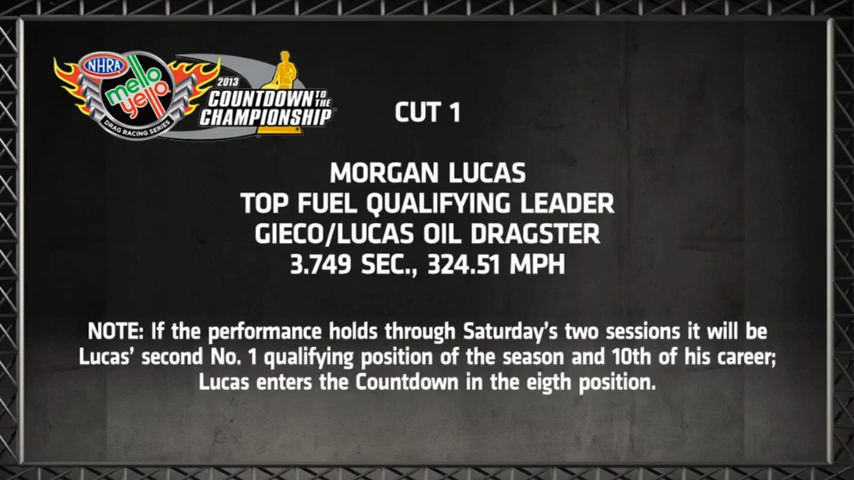 NHRA
mello
yello
DRAG RACING SERIES
2013
COUNTDOWN TO THE
CHAMPIONSHIP
CUT 1
MORGAN LUCAS
TOP FUEL QUALIFYING LEADER
GIECO/LUCAS OIL DRAGSTER
3.749 SEC., 324.51 MPH
NOTE: If the performance holds through Saturday's two sessions it will be
Lucas' second No. 1 qualifying position of the season and 10th of his career;
Lucas enters the Countdown in the eigth position.